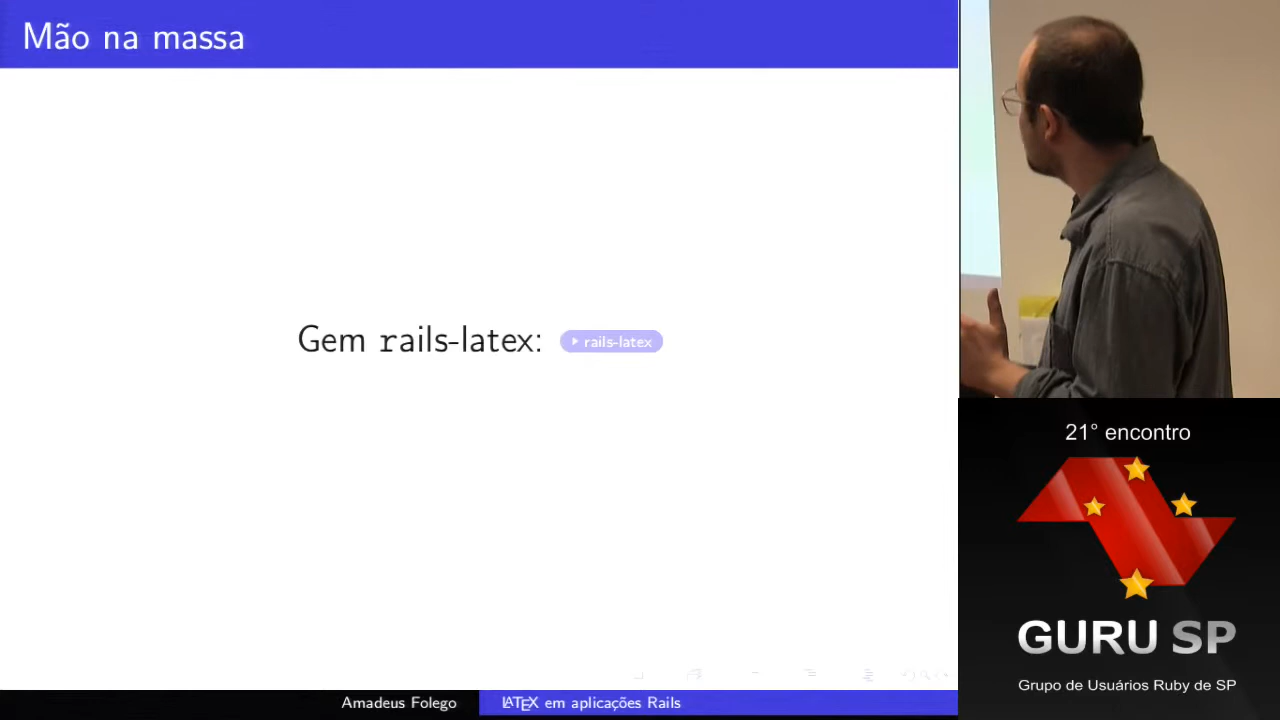 Mão na massa
Gem rails-latex:
rails-latex
Amadeus Folego
LATEX em aplicações Rails
21° encontro
GURU SP
Grupo de Usuários Ruby de SP